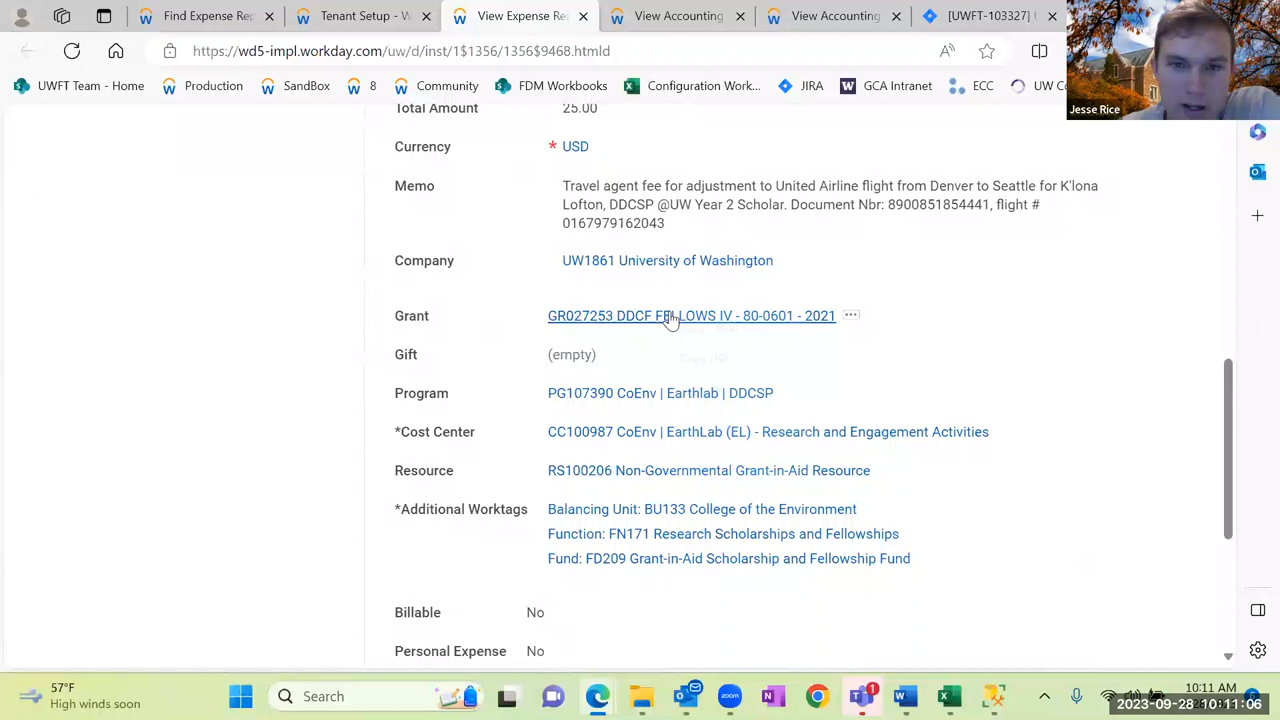 Find Expense Re
Tenant Setup - W
View Expense Re
View Accounting
View Accounting
[UWFT-103327] U
https://wd5-impl.workday.com/uw/d/inst/1$1356/1356$9468.htmld
UWFT Team - Home
Production
SandBox
8
Community
FDM Workbooks
Configuration Work...
JIRA
GCA Intranet
ECC
UW Co
Jesse Rice
Total Amount
25.00
Currency
* USD
Memo
Travel agent fee for adjustment to United Airline flight from Denver to Seattle for K'lona
Lofton, DDCSP @UW Year 2 Scholar. Document Nbr: 8900851854441, flight #
0167979162043
Company
UW1861 University of Washington
Grant
GR027253 DDCF FELLOWS IV - 80-0601 - 2021
Gift
(empty)
Program
PG107390 CoEnv | Earthlab | DDCSP
*Cost Center
CC100987 CoEnv | EarthLab (EL) - Research and Engagement Activities
Resource
RS100206 Non-Governmental Grant-in-Aid Resource
*Additional Worktags
Balancing Unit: BU133 College of the Environment
Function: FN171 Research Scholarships and Fellowships
Fund: FD209 Grant-in-Aid Scholarship and Fellowship Fund
Billable
No
Personal Expense
No
57°F
High winds soon
Search
zoom
1
10:11 AM
2023-09-28 10:11:06